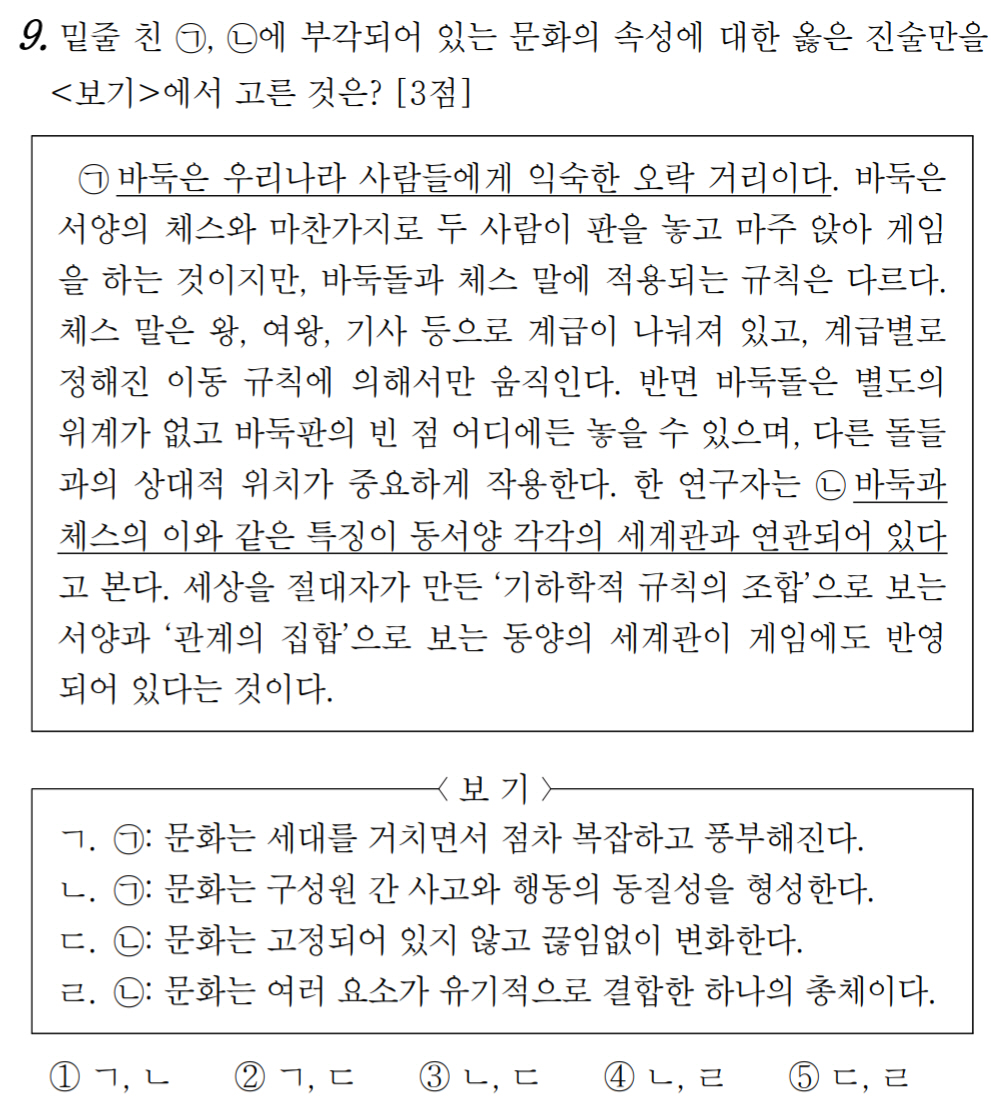 9. 밑줄 친 ㉠, ㉡에 부각되어 있는 문화의 속성에 대한 옳은 진술만을
<보기>에서 고른 것은? [3점]
㉠바둑은 우리나라 사람들에게 익숙한 오락 거리이다. 바둑은
서양의 체스와 마찬가지로 두 사람이 판을 놓고 마주 앉아 게임
을 하는 것이지만, 바둑돌과 체스 말에 적용되는 규칙은 다르다.
체스 말은 왕, 여왕, 기사 등으로 계급이 나눠져 있고, 계급별로
정해진 이동 규칙에 의해서만 움직인다. 반면 바둑돌은 별도의
위계가 없고 바둑판의 빈 점 어디에든 놓을 수 있으며, 다른 돌들
과의 상대적 위치가 중요하게 작용한다. 한 연구자는 ㉡바둑과
체스의 이와 같은 특징이 동서양 각각의 세계관과 연관되어 있다
고 본다. 세상을 절대자가 만든 ‘기하학적 규칙의 조합’으로 보는
서양과 ‘관계의 집합’으로 보는 동양의 세계관이 게임에도 반영
되어 있다는 것이다.
<보 기>
ㄱ. ㉠: 문화는 세대를 거치면서 점차 복잡하고 풍부해진다.
ㄴ. ㉠: 문화는 구성원 간 사고와 행동의 동질성을 형성한다.
ㄷ. ㉡: 문화는 고정되어 있지 않고 끊임없이 변화한다.
ㄹ. ㉡: 문화는 여러 요소가 유기적으로 결합한 하나의 총체이다.
① ㄱ, ㄴ ② ㄱ, ㄷ ③ ㄴ, ㄷ ④ ㄴ, ㄹ ⑤ ㄷ, ㄹ